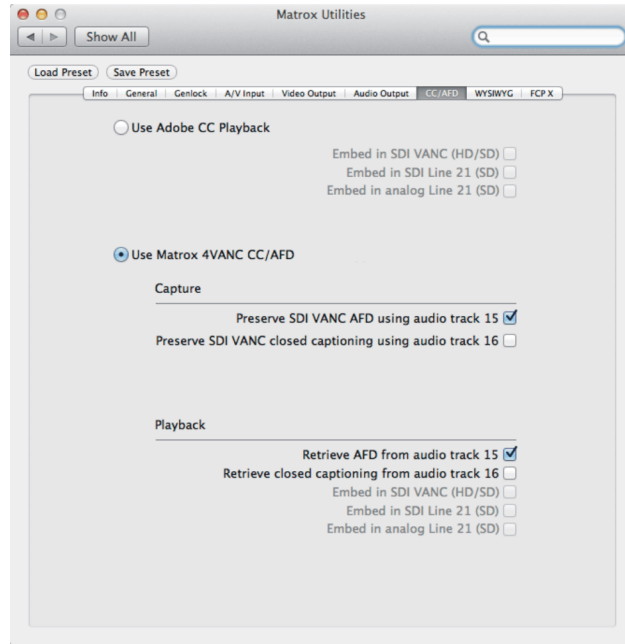 Matrox Utilities
Show All
Load Preset Save Preset
Info General Genlock A/V Input Video Output Audio Output CC/AFD WYSIWYG FCP X
Use Adobe CC Playback
Embed in SDI VANC (HD/SD)
Embed in SDI Line 21 (SD)
Embed in analog Line 21 (SD)
Use Matrox 4VANC CC/AFD
Capture
Preserve SDI VANC AFD using audio track 15
Preserve SDI VANC closed captioning using audio track 16
Playback
Retrieve AFD from audio track 15
Retrieve closed captioning from audio track 16
Embed in SDI VANC (HD/SD)
Embed in SDI Line 21 (SD)
Embed in analog Line 21 (SD)